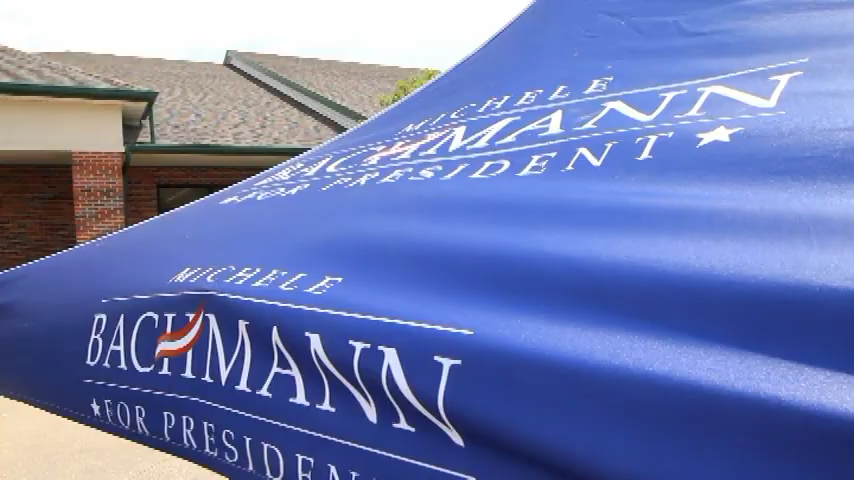 MICHELE
BACHMANN
FOR PRESIDENT
MICHELE
BACHMANN
FOR PRESIDEN